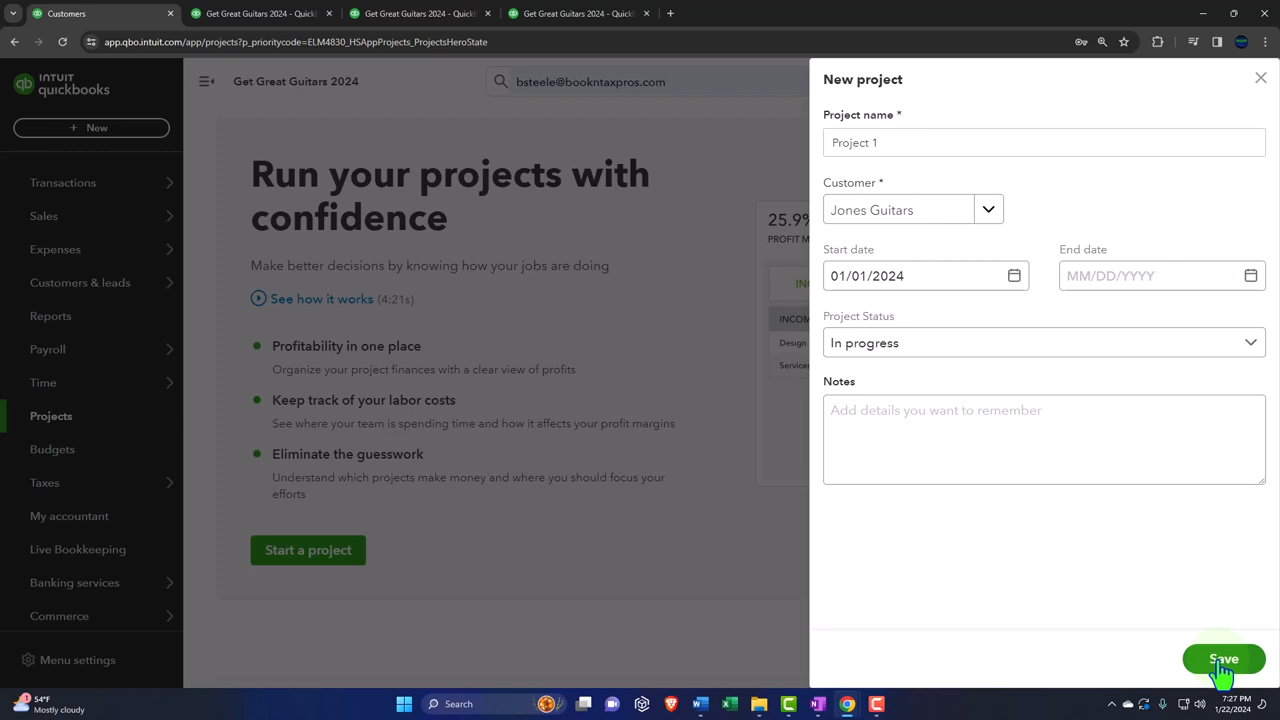 Customers
Get Great Guitars 2024 - Quick
Get Great Guitars 2024 - Quick
Get Great Guitars 2024 - QuickB
app.qbo.intuit.com/app/projects?p_prioritycode=ELM4830_HSAppProjects_ProjectsHeroState
INTUIT
quickbooks
+ New
Transactions
Sales
Expenses
Customers & leads
Reports
Payroll
Time
Projects
Budgets
Taxes
My accountant
Live Bookkeeping
Banking services
Commerce
Menu settings
Get Great Guitars 2024
bsteele@bookntaxpros.com
Run your projects with
confidence
Make better decisions by knowing how your jobs are doing
See how it works (4:21s)
Profitability in one place
Organize your project finances with a clear view of profits
Keep track of your labor costs
See where your team is spending time and how it affects your profit margins
Eliminate the guesswork
Understand which projects make money and where you should focus your
efforts
Start a project
25.9%
PROFIT M
IN
INCOM
Design
Service
New project
Project name *
Project 1
Customer *
Jones Guitars
Start date
End date
01/01/2024
MM/DD/YYYY
Project Status
In progress
Notes
Add details you want to remember
Save
54°F
Mostly cloudy
Search
7:27 PM
1/22/2024